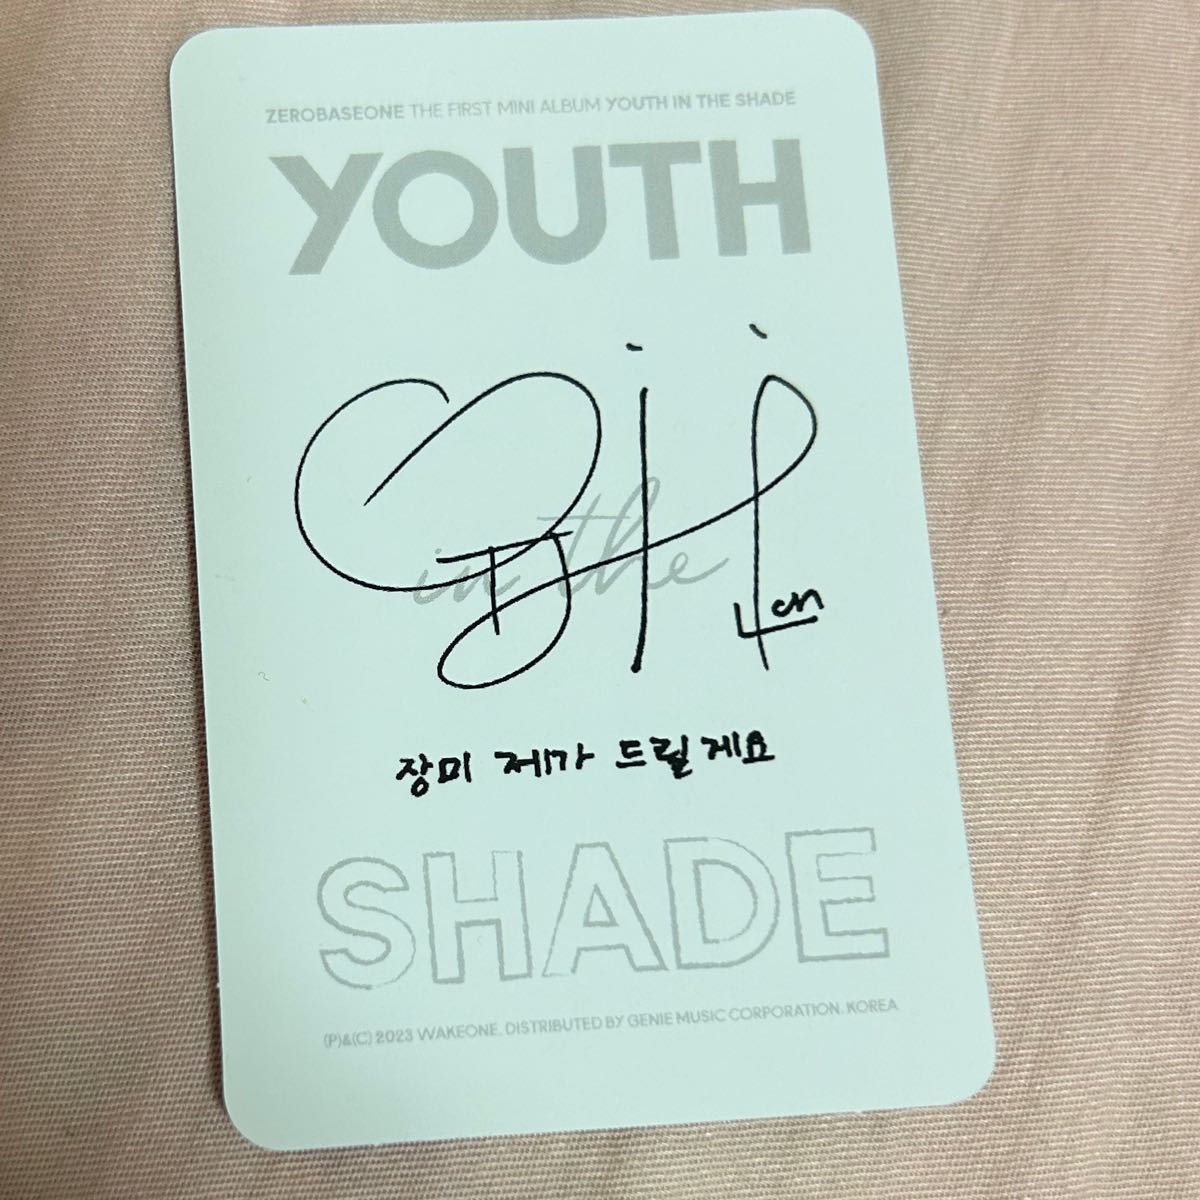 ZEROBASEONE THE FIRST MINI ALBUM YOUTH IN THE SHADE
YOUTH
in the
장미 제가 드릴게요
SHADE
(P)&(C) 2023 WAKEONE. DISTRIBUTED BY GENIE MUSIC CORPORATION. KOREA